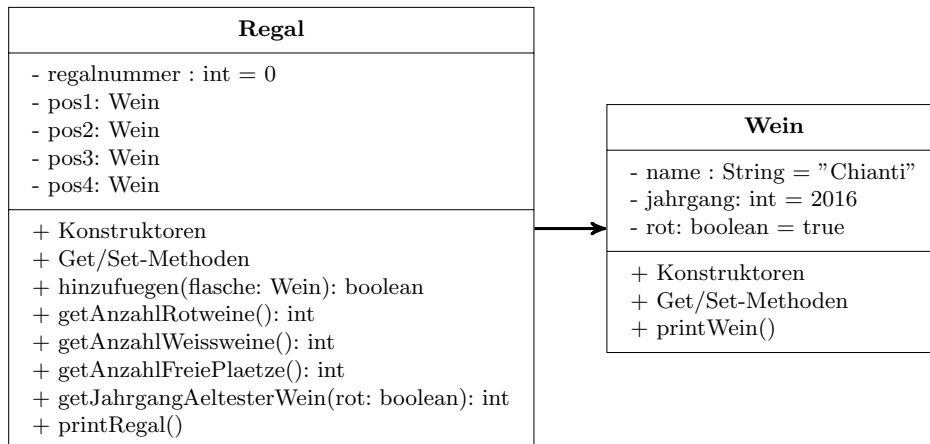 Regal
- regalnummer : int = 0
- pos1: Wein
- pos2: Wein
- pos3: Wein
- pos4: Wein
+ Konstruktoren
+ Get/Set-Methoden
+ hinzufuegen(flasche: Wein): boolean
+ getAnzahlRotweine(): int
+ getAnzahlWeissweine(): int
+ getAnzahlFreiePlaetze(): int
+ getJahrgangAeltesterWein(rot: boolean): int
+ printRegal()
Wein
- name : String = ”Chianti”
- jahrgang: int = 2016
- rot: boolean = true
+ Konstruktoren
+ Get/Set-Methoden
+ printWein()